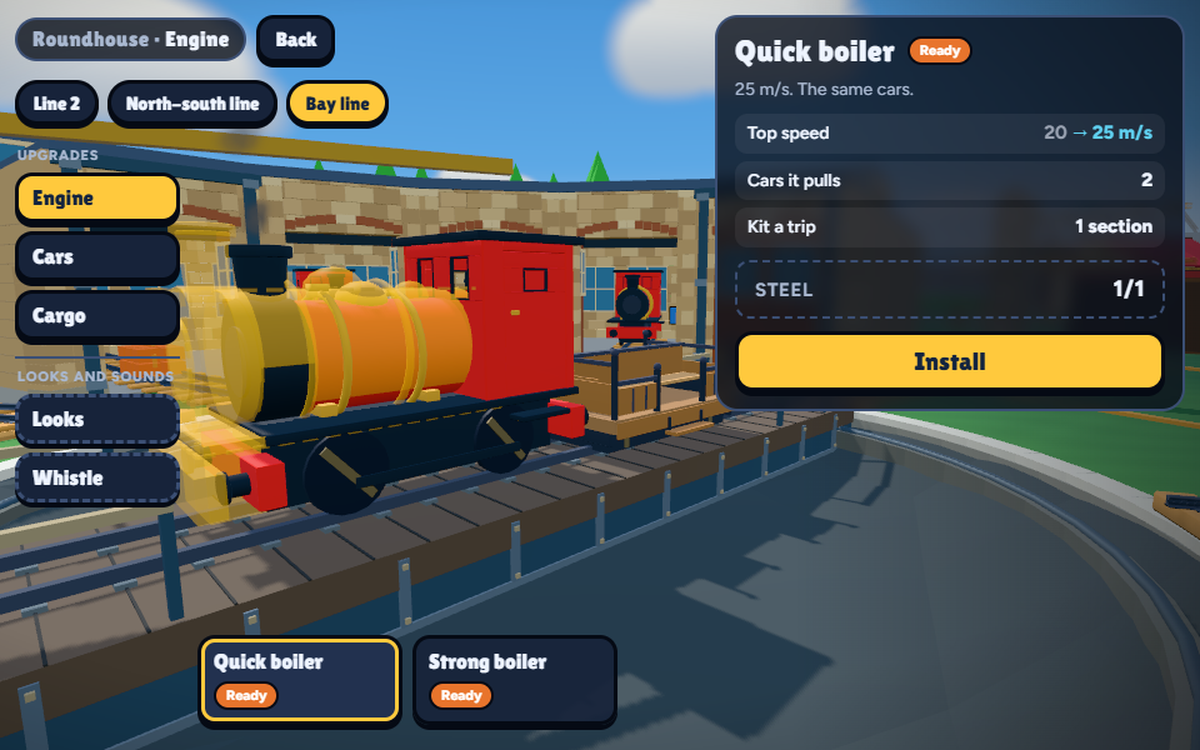 Roundhouse · Engine
Back
Line 2
North–south line
Bay line
UPGRADES
Engine
Cars
Cargo
LOOKS AND SOUNDS
Looks
Whistle
Quick boiler
Ready
25 m/s. The same cars.
Top speed
20 → 25 m/s
Cars it pulls
2
Kit a trip
1 section
STEEL
1/1
Install
Quick boiler
Ready
Strong boiler
Ready